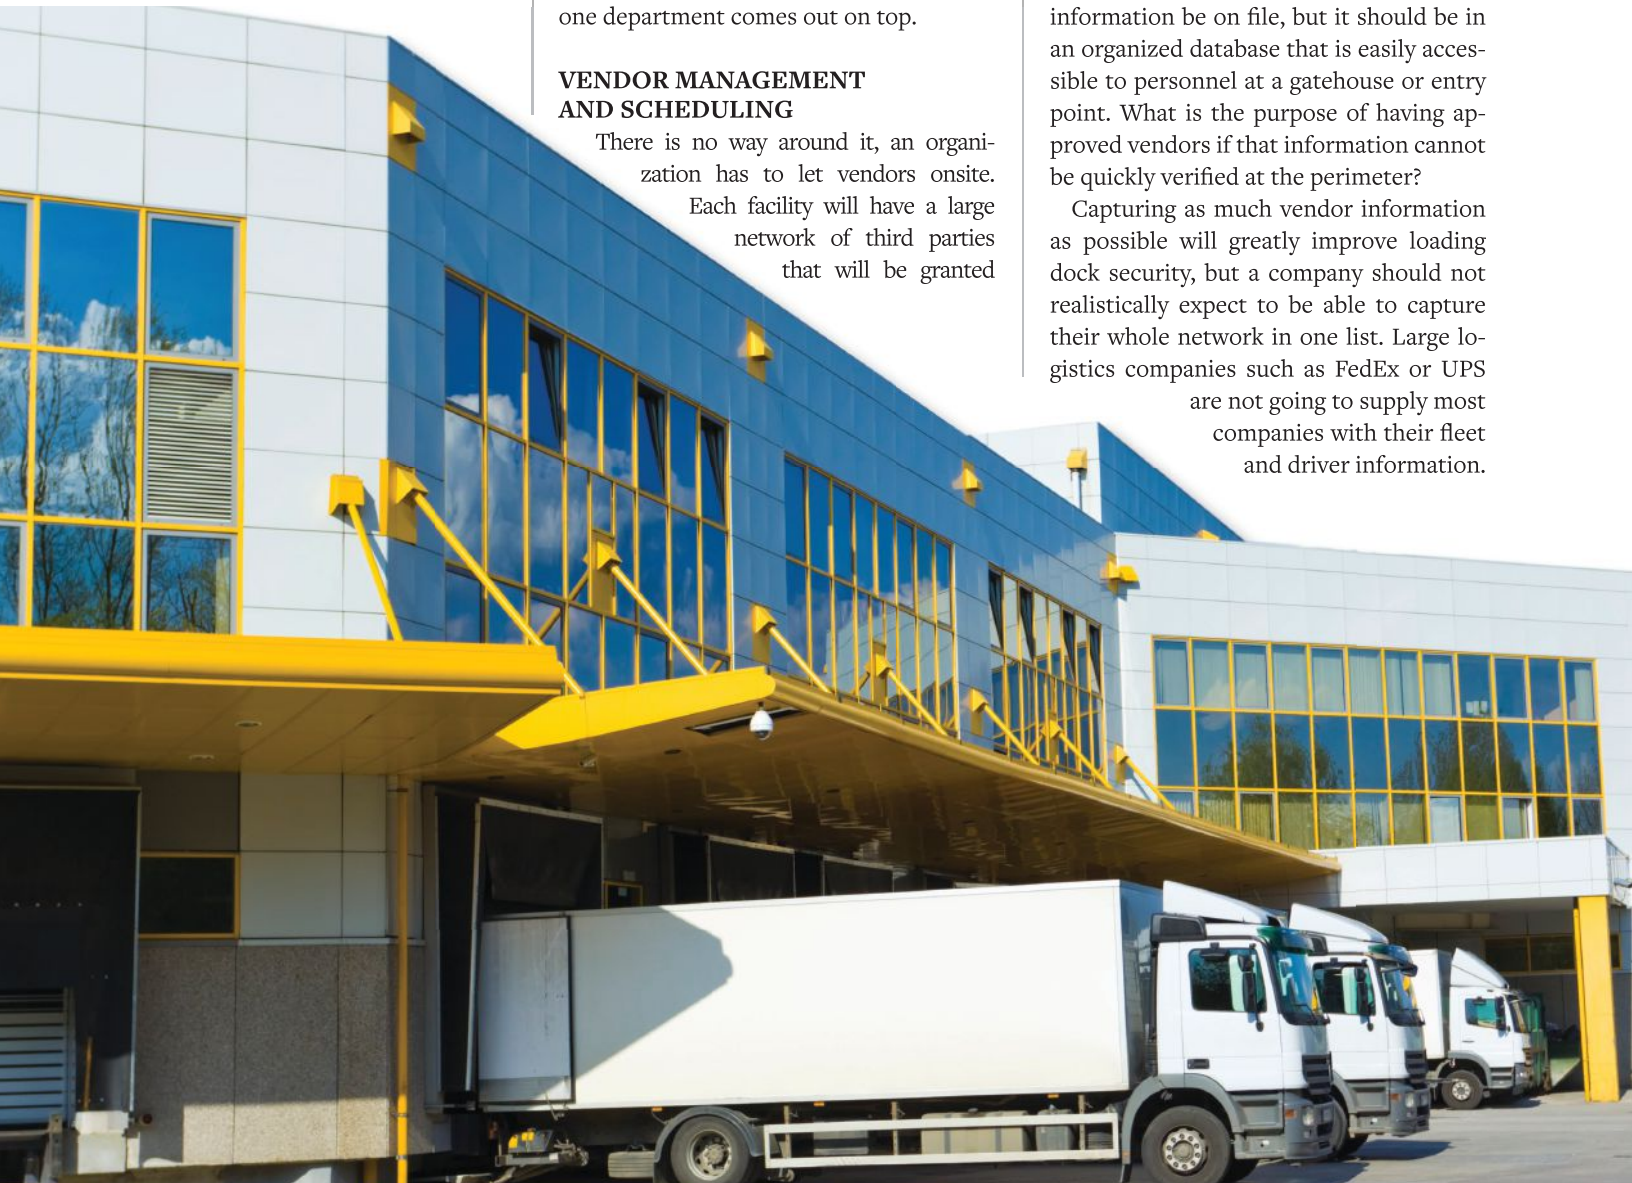 one department comes out on top.
VENDOR MANAGEMENT
AND SCHEDULING
There is no way around it, an organi-
zation has to let vendors onsite.
Each facility will have a large
network of third parties
that will be granted
information be on file, but it should be in
an organized database that is easily acces-
sible to personnel at a gatehouse or entry
point. What is the purpose of having ap-
proved vendors if that information cannot
be quickly verified at the perimeter?
Capturing as much vendor information
as possible will greatly improve loading
dock security, but a company should not
realistically expect to be able to capture
their whole network in one list. Large lo-
gistics companies such as FedEx or UPS
are not going to supply most
companies with their fleet
and driver information.